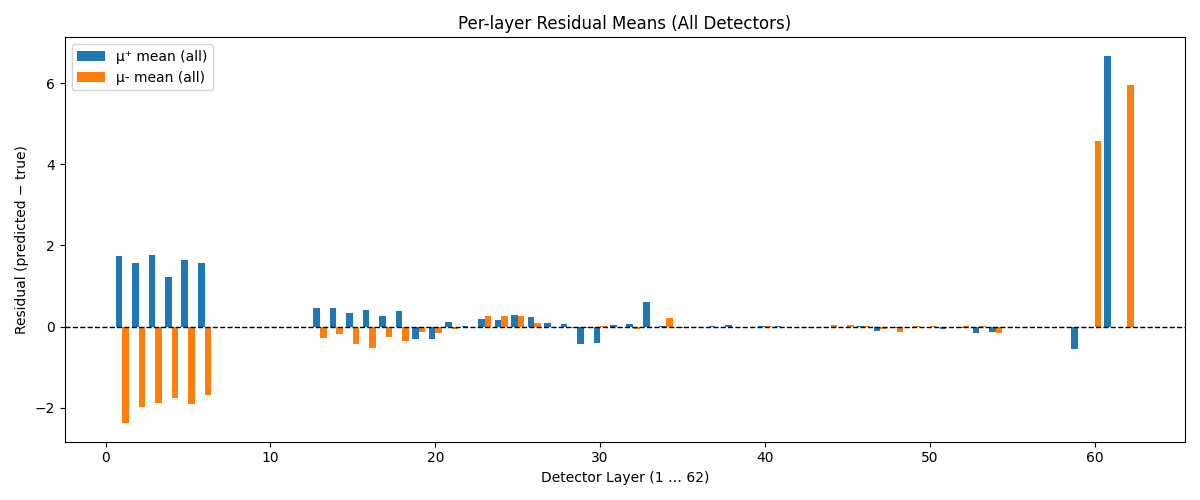 Per-layer Residual Means (All Detectors)
μ⁺ mean (all)
μ- mean (all)
Residual (predicted − true)
6
4
2
0
−2
0 10 20 30 40 50 60
Detector Layer (1 … 62)